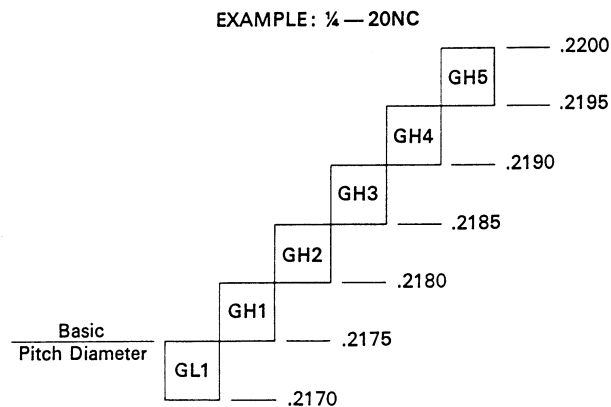 EXAMPLE: ¼ — 20NC
.2200
GH5
.2195
GH4
.2190
GH3
.2185
GH2
.2180
GH1
Basic
.2175
Pitch Diameter
GL1
.2170